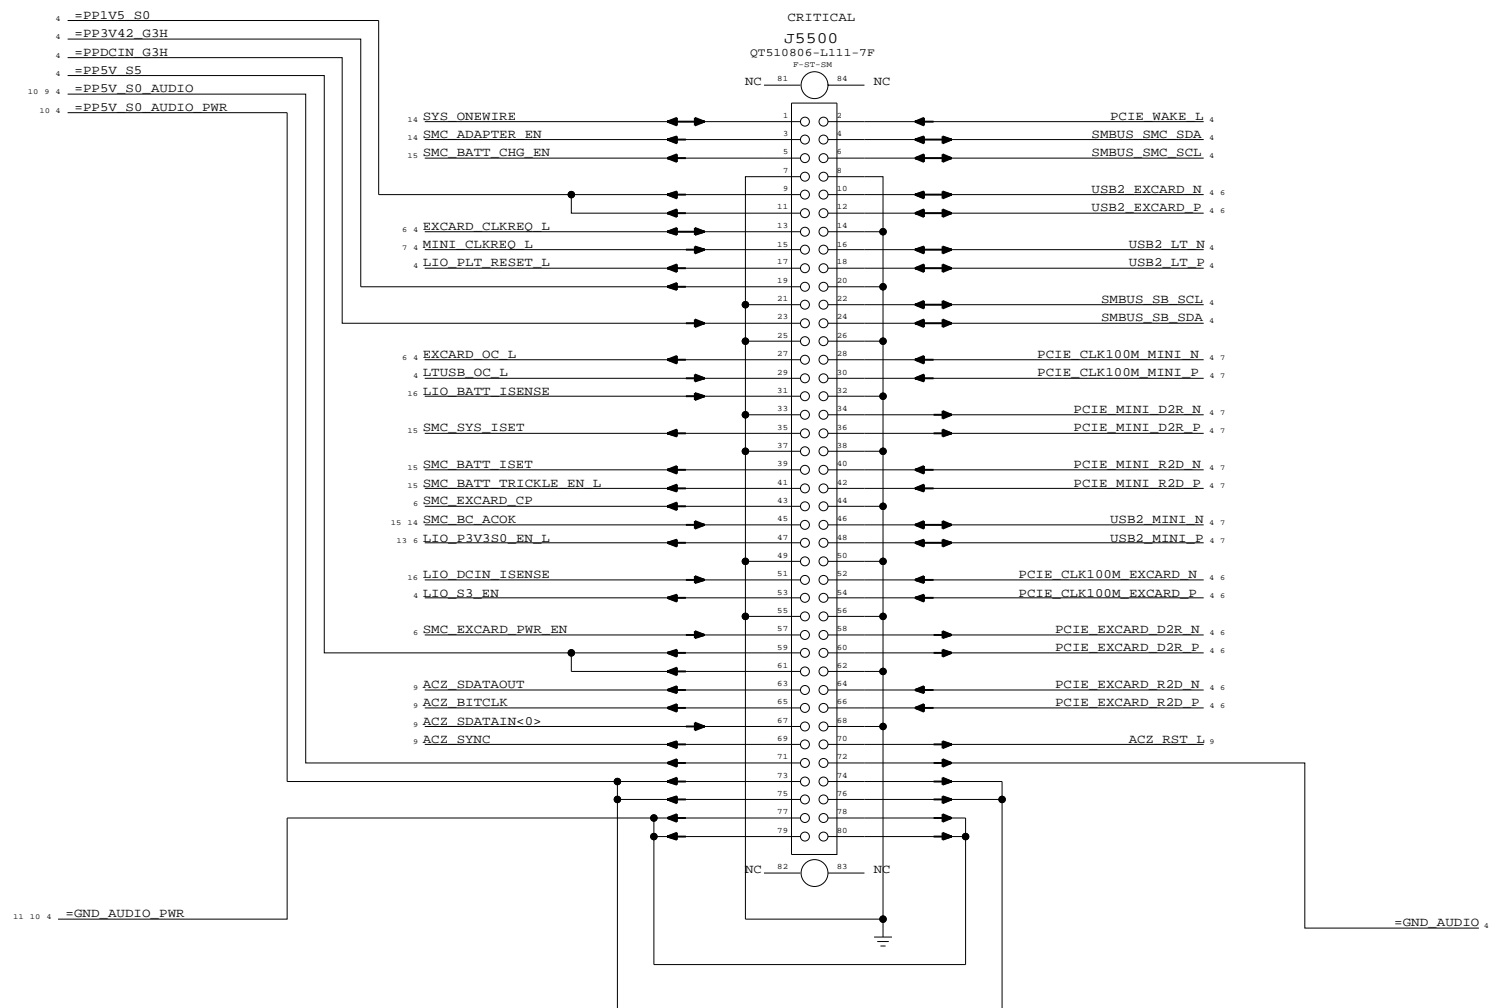 4 =PP1V5_S0
4 =PP3V42_G3H
4 =PPDCIN_G3H
4 =PP5V_S5
10 9 4 =PP5V_S0_AUDIO
10 4 =PP5V_S0_AUDIO_PWR
CRITICAL
J5500
QT510806-L111-7F
F-ST-SM
NC 81 84 NC
14 SYS_ONEWIRE 1 2 PCIE_WAKE_L 4
14 SMC_ADAPTER_EN 3 4 SMBUS_SMC_SDA 4
15 SMC_BATT_CHG_EN 5 6 SMBUS_SMC_SCL 4
7 8
9 10 USB2_EXCARD_N 4 6
11 12 USB2_EXCARD_P 4 6
6 4 EXCARD_CLKREQ_L 13 14
7 4 MINI_CLKREQ_L 15 16 USB2_LT_N 4
4 LIO_PLT_RESET_L 17 18 USB2_LT_P 4
19 20
21 22 SMBUS_SB_SCL 4
23 24 SMBUS_SB_SDA 4
25 26
6 4 EXCARD_OC_L 27 28 PCIE_CLK100M_MINI_N 4 7
4 LTUSB_OC_L 29 30 PCIE_CLK100M_MINI_P 4 7
16 LIO_BATT_ISENSE 31 32
33 34 PCIE_MINI_D2R_N 4 7
15 SMC_SYS_ISET 35 36 PCIE_MINI_D2R_P 4 7
37 38
15 SMC_BATT_ISET 39 40 PCIE_MINI_R2D_N 4 7
15 SMC_BATT_TRICKLE_EN_L 41 42 PCIE_MINI_R2D_P 4 7
6 SMC_EXCARD_CP 43 44
15 14 SMC_BC_ACOK 45 46 USB2_MINI_N 4 7
13 6 LIO_P3V3S0_EN_L 47 48 USB2_MINI_P 4 7
49 50
16 LIO_DCIN_ISENSE 51 52 PCIE_CLK100M_EXCARD_N 4 6
4 LIO_S3_EN 53 54 PCIE_CLK100M_EXCARD_P 4 6
55 56
6 SMC_EXCARD_PWR_EN 57 58 PCIE_EXCARD_D2R_N 4 6
59 60 PCIE_EXCARD_D2R_P 4 6
61 62
9 ACZ_SDATAOUT 63 64 PCIE_EXCARD_R2D_N 4 6
9 ACZ_BITCLK 65 66 PCIE_EXCARD_R2D_P 4 6
9 ACZ_SDATAIN<0> 67 68
9 ACZ_SYNC 69 70 ACZ_RST_L 9
71 72
73 74
75 76
77 78
79 80
NC 82 83 NC
11 10 4 =GND_AUDIO_PWR
=GND_AUDIO 4